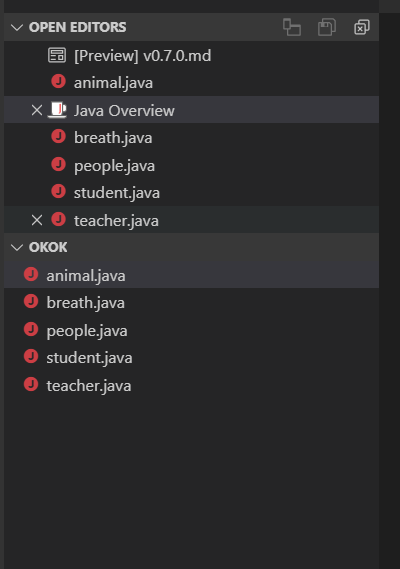 OPEN EDITORS
[Preview] v0.7.0.md
animal.java
Java Overview
breath.java
people.java
student.java
teacher.java
OKOK
animal.java
breath.java
people.java
student.java
teacher.java